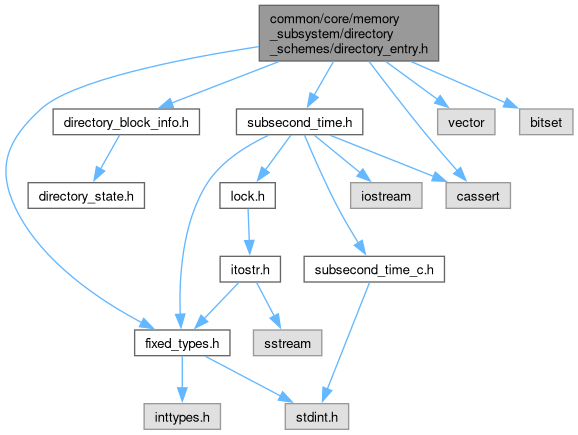 common/core/memory
_subsystem/directory
_schemes/directory_entry.h
directory_block_info.h
subsecond_time.h
vector
bitset
directory_state.h
lock.h
iostream
cassert
itostr.h
subsecond_time_c.h
fixed_types.h
sstream
inttypes.h
stdint.h